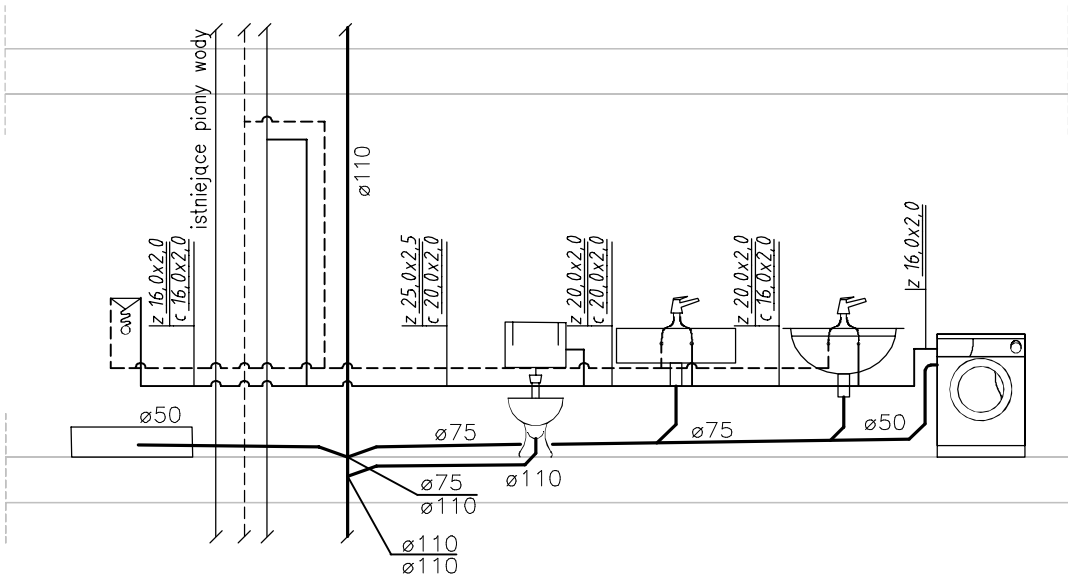 istniejące piony wody
ø110
z 16,0x2,0
c 16,0x2,0
z 25,0x2,5
c 20,0x2,0
z 20,0x2,0
c 20,0x2,0
z 20,0x2,0
c 16,0x2,0
z 16,0x2,0
ø50
ø75
ø75
ø50
ø110
ø75
ø110
ø110
ø110